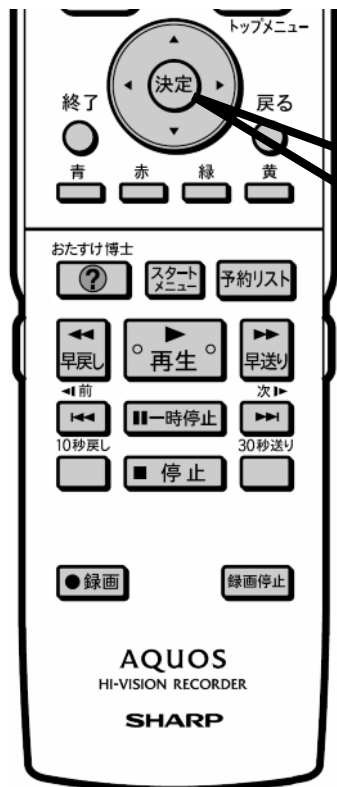 トップメニュー
決定
終了
戻る
青 赤 緑 黄
おたすけ博士
?
スタート
メニュー
予約リスト
早戻し
再生
早送り
前
次
一時停止
10秒戻し
30秒送り
停止
録画
録画停止
AQUOS
HI-VISION RECORDER
SHARP